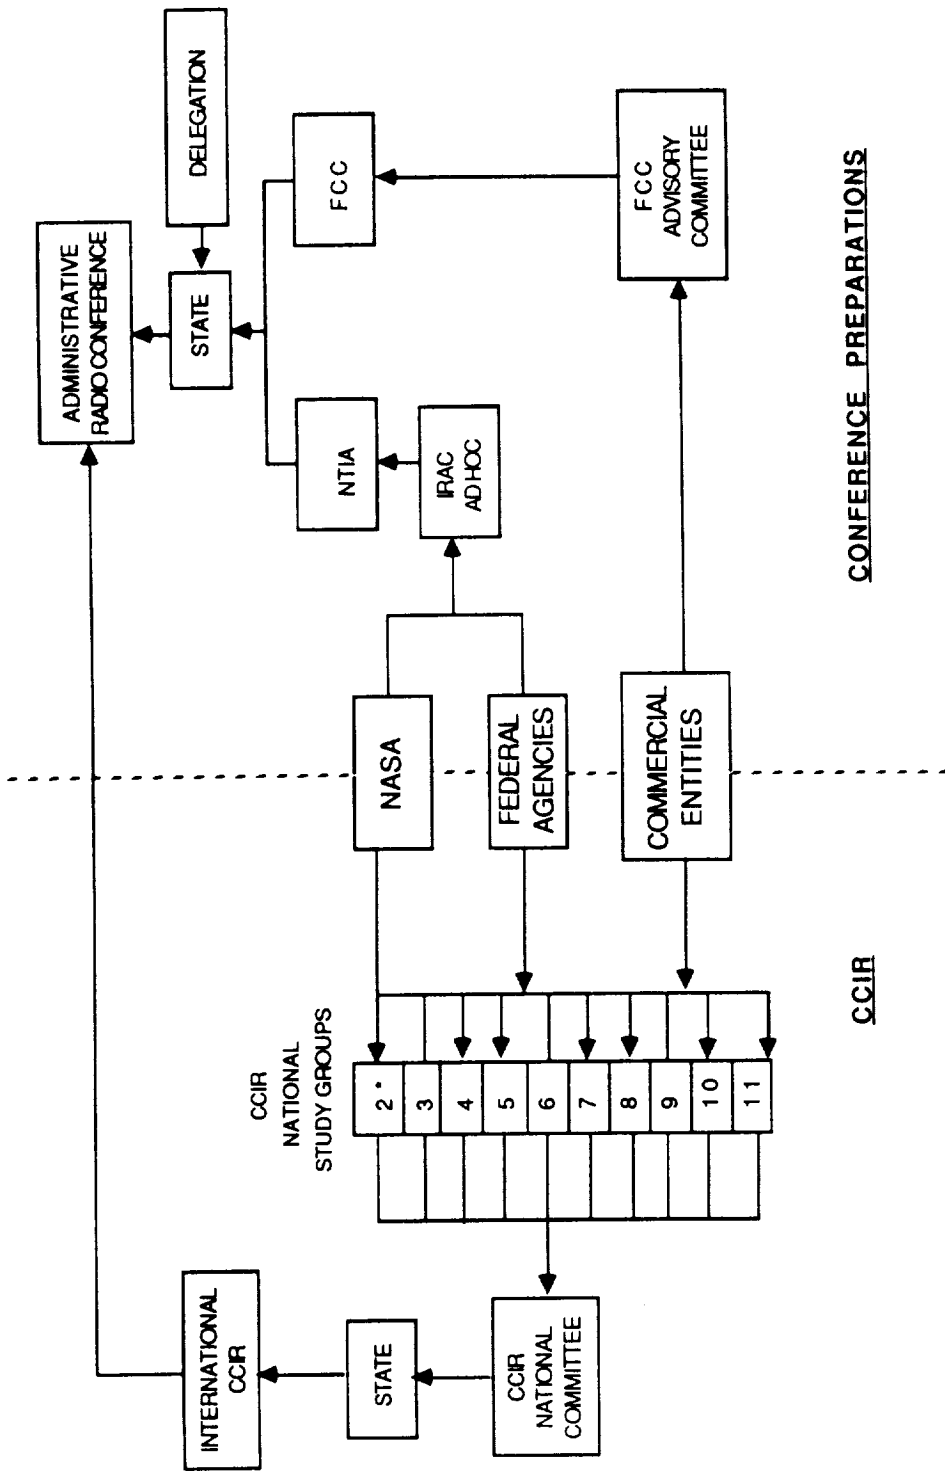 ADMINISTRATIVE
RADIO CONFERENCE
DELEGATION
STATE
INTERNATIONAL
CCIR
STATE
CCIR
NATIONAL
COMMITTEE
CCIR
NATIONAL
STUDY GROUPS
2*
3
4
5
6
7
8
9
10
11
NASA
FEDERAL
AGENCIES
COMMERCIAL
ENTITIES
NTIA
IRAC
AD HOC
FCC
FCC
ADVISORY
COMMITTEE
CCIR
CONFERENCE PREPARATIONS